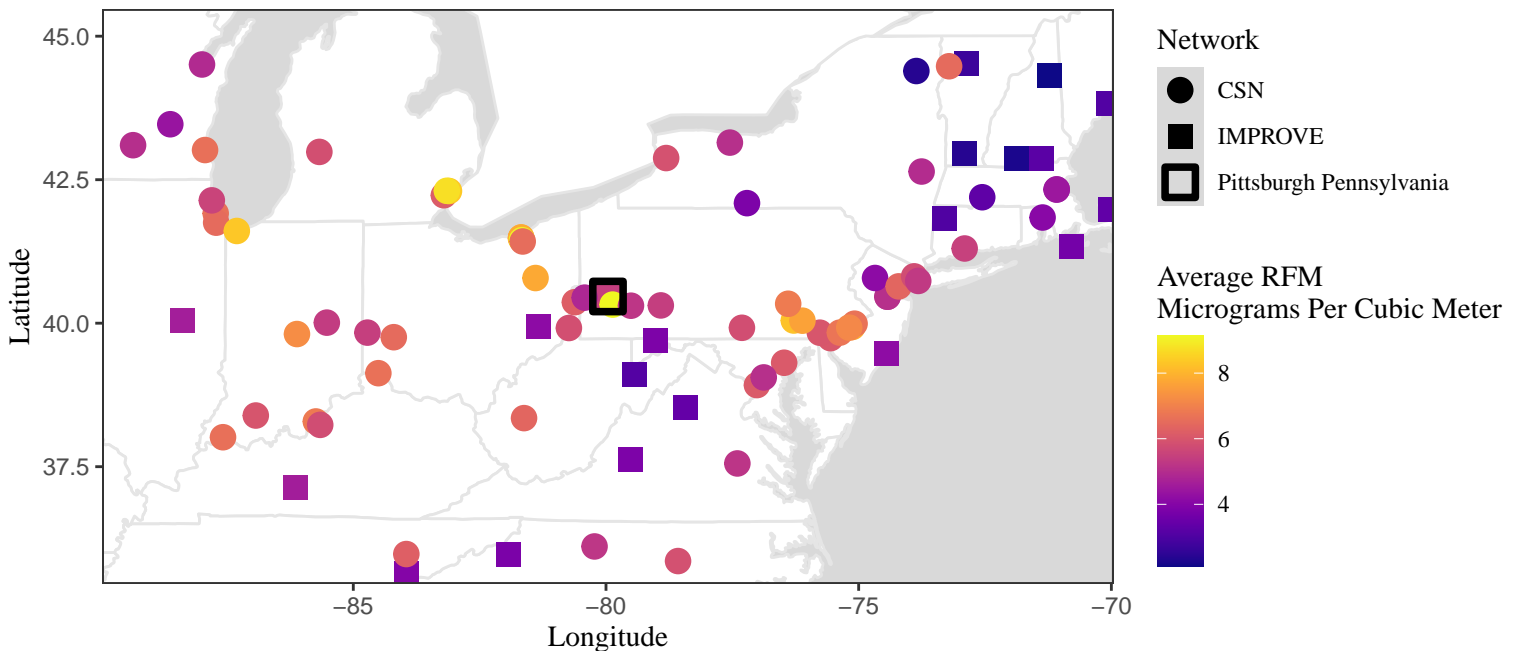 45.0
42.5
40.0
37.5
Latitude
−85
−80
−75
−70
Longitude
Network
CSN
IMPROVE
Pittsburgh Pennsylvania
Average RFM
Micrograms Per Cubic Meter
8
6
4